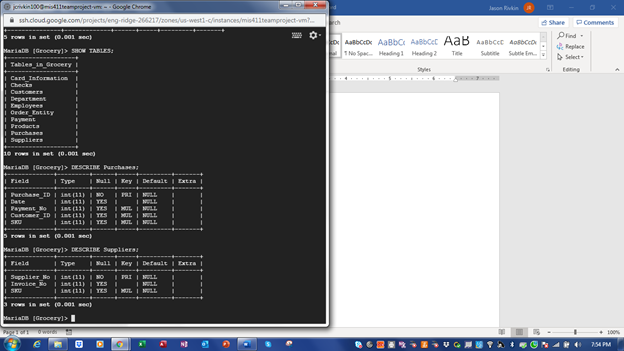 jcrivkin100@mis411teamproject-vm: ~ - Google Chrome
ssh.cloud.google.com/projects/eng-ridge-266217/zones/us-west1-c/instances/mis411teamproject-vm?...
5 rows in set (0.001 sec)
MariaDB [Grocery]> SHOW TABLES;
| Tables_in_Grocery |
| Card_Information |
| Checks |
| Customers |
| Department |
| Employees |
| Order_Entity |
| Payment |
| Products |
| Purchases |
| Suppliers |
10 rows in set (0.001 sec)
MariaDB [Grocery]> DESCRIBE Purchases;
| Field | Type | Null | Key | Default | Extra |
| Purchase_ID | int(11) | NO | PRI | NULL | |
| Date | int(11) | YES | | NULL | |
| Payment_No | int(11) | YES | MUL | NULL | |
| Customer_ID | int(11) | YES | MUL | NULL | |
| SKU | int(11) | YES | MUL | NULL | |
5 rows in set (0.001 sec)
MariaDB [Grocery]> DESCRIBE Suppliers;
| Field | Type | Null | Key | Default | Extra |
| Supplier_No | int(11) | NO | PRI | NULL | |
| Invoice_No | int(11) | YES | | NULL | |
| SKU | int(11) | YES | MUL | NULL | |
3 rows in set (0.001 sec)
MariaDB [Grocery]>
Word
Jason Rivkin JR
Share Comments
AaBbCcDc AaBbCc AaBbCcC AaB AaBbCcC AaBbCcDc
No Spac... Heading 1 Heading 2 Title Subtitle Subtle Em...
Styles
Find
Replace
Select
Editing
Page 1 of 1 0 words
100%
7:54 PM